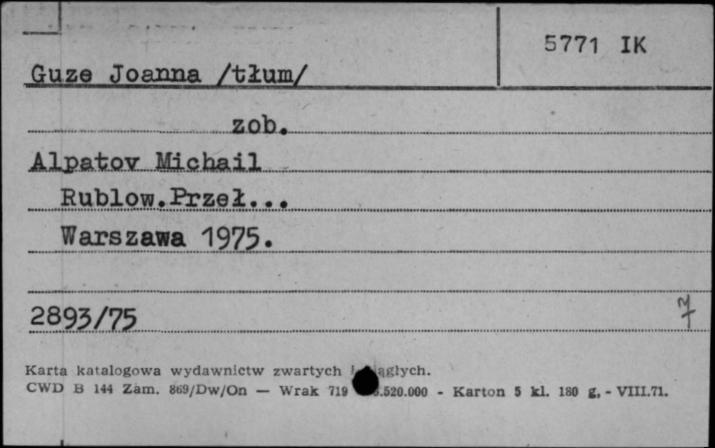 5771 IK
Guze Joanna /tłum/
zob.
Alpatov Michail
Rublow.Przeł...
Warszawa 1975.
2893/75
Karta katalogowa wydawnictw zwartych
CWD B 144 Zam. 869/Dw/On — Wrak 719 .520.000 - Karton 5 kl. 180 g, - VIII.71.